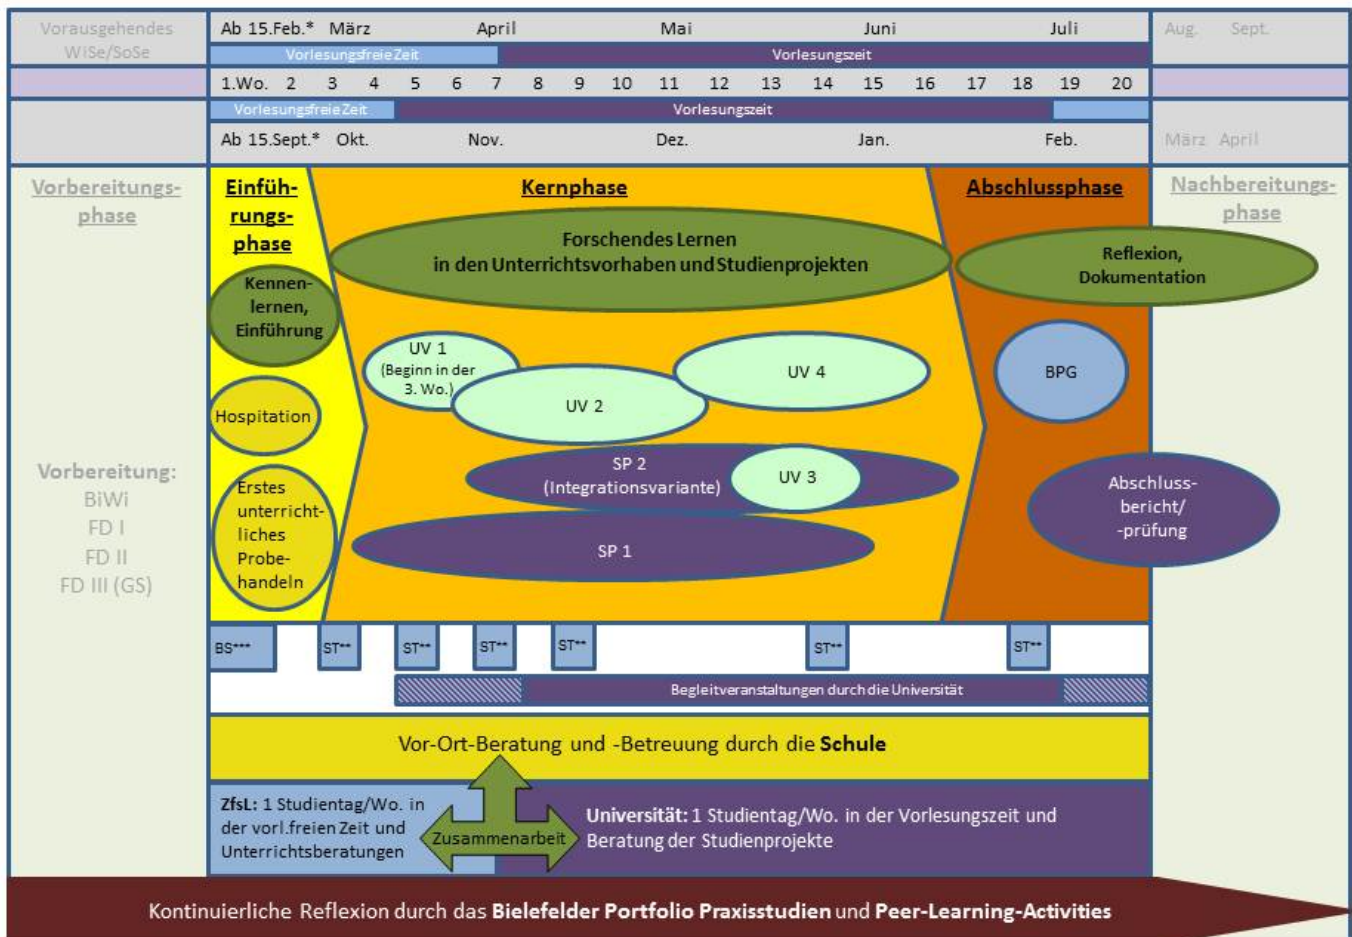 Vorausgehendes
WiSe/SoSe
Ab 15.Feb.* März April Mai Juni Juli
Aug. Sept.
Vorlesungsfreie Zeit Vorlesungszeit
1.Wo. 2 3 4 5 6 7 8 9 10 11 12 13 14 15 16 17 18 19 20
Vorlesungsfreie Zeit Vorlesungszeit
Ab 15.Sept.* Okt. Nov. Dez. Jan. Feb.
März April
Vorbereitungs-
phase
Einfüh-
rungs-
phase
Kernphase
Abschlussphase
Nachbereitungs-
phase
Forschendes Lernen
in den Unterrichtsvorhaben und Studienprojekten
Reflexion,
Dokumentation
Kennen-
lernen,
Einführung
UV 1
(Beginn in der
3. Wo.)
UV 2
UV 4
BPG
Hospitation
SP 2
(Integrationsvariante)
UV 3
Erstes
unterricht-
liches
Probe-
handeln
SP 1
Abschluss-
bericht/
-prüfung
Vorbereitung:
BiWi
FD I
FD II
FD III (GS)
BS*** ST** ST** ST** ST** ST** ST**
Begleitveranstaltungen durch die Universität
Vor-Ort-Beratung und -Betreuung durch die Schule
ZfsL: 1 Studientag/Wo. in
der vorl.freien Zeit und
Unterrichtsberatungen
Zusammenarbeit
Universität: 1 Studientag/Wo. in der Vorlesungszeit und
Beratung der Studienprojekte
Kontinuierliche Reflexion durch das Bielefelder Portfolio Praxisstudien und Peer-Learning-Activities